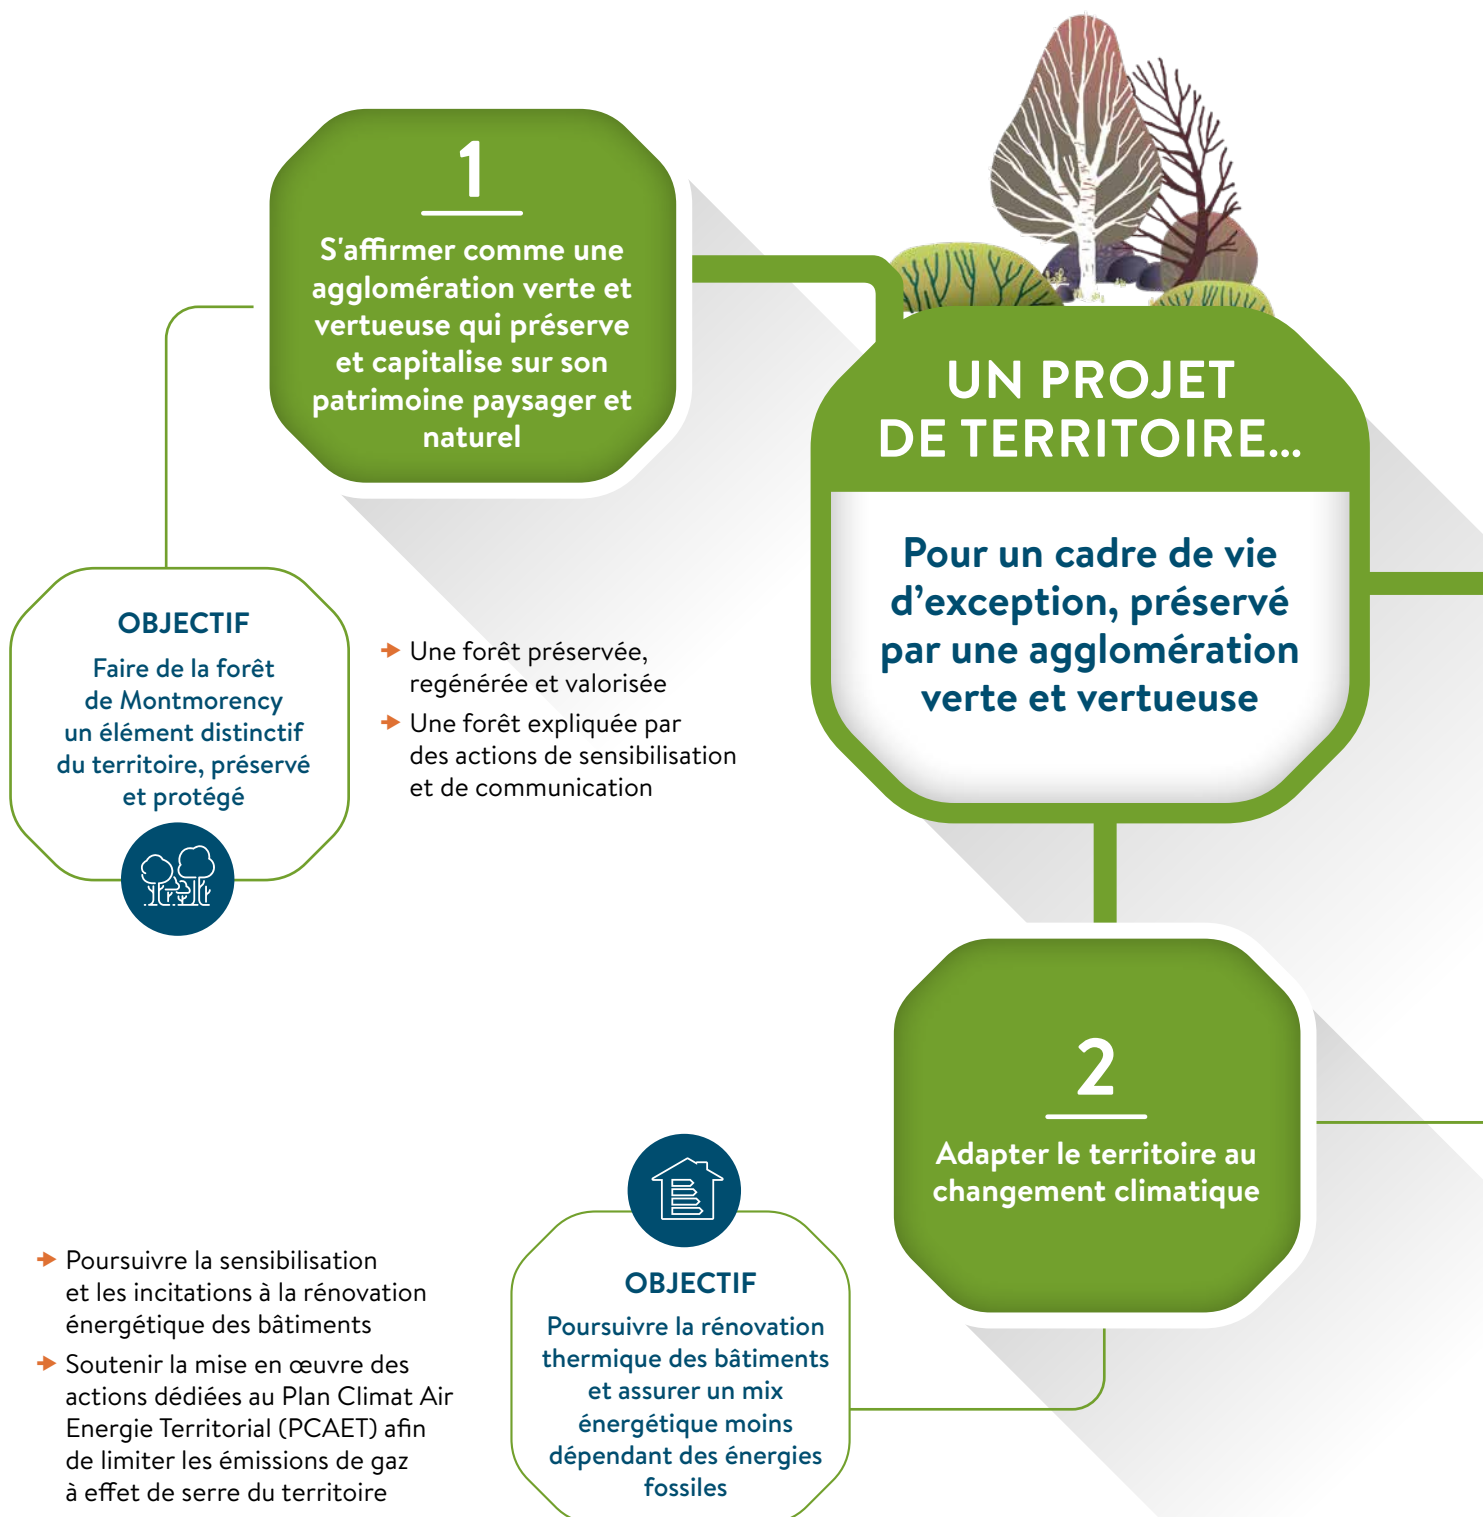 1
S'affirmer comme une
agglomération verte et
vertueuse qui préserve
et capitalise sur son
patrimoine paysager et
naturel
UN PROJET
DE TERRITOIRE...
Pour un cadre de vie
d'exception, préservé
par une agglomération
verte et vertueuse
OBJECTIF
Faire de la forêt
de Montmorency
un élément distinctif
du territoire, préservé
et protégé
Une forêt préservée,
regénérée et valorisée
Une forêt expliquée par
des actions de sensibilisation
et de communication
2
Adapter le territoire au
changement climatique
OBJECTIF
Poursuivre la rénovation
thermique des bâtiments
et assurer un mix
énergétique moins
dépendant des énergies
fossiles
Poursuivre la sensibilisation
et les incitations à la rénovation
énergétique des bâtiments
Soutenir la mise en œuvre des
actions dédiées au Plan Climat Air
Energie Territorial (PCAET) afin
de limiter les émissions de gaz
à effet de serre du territoire